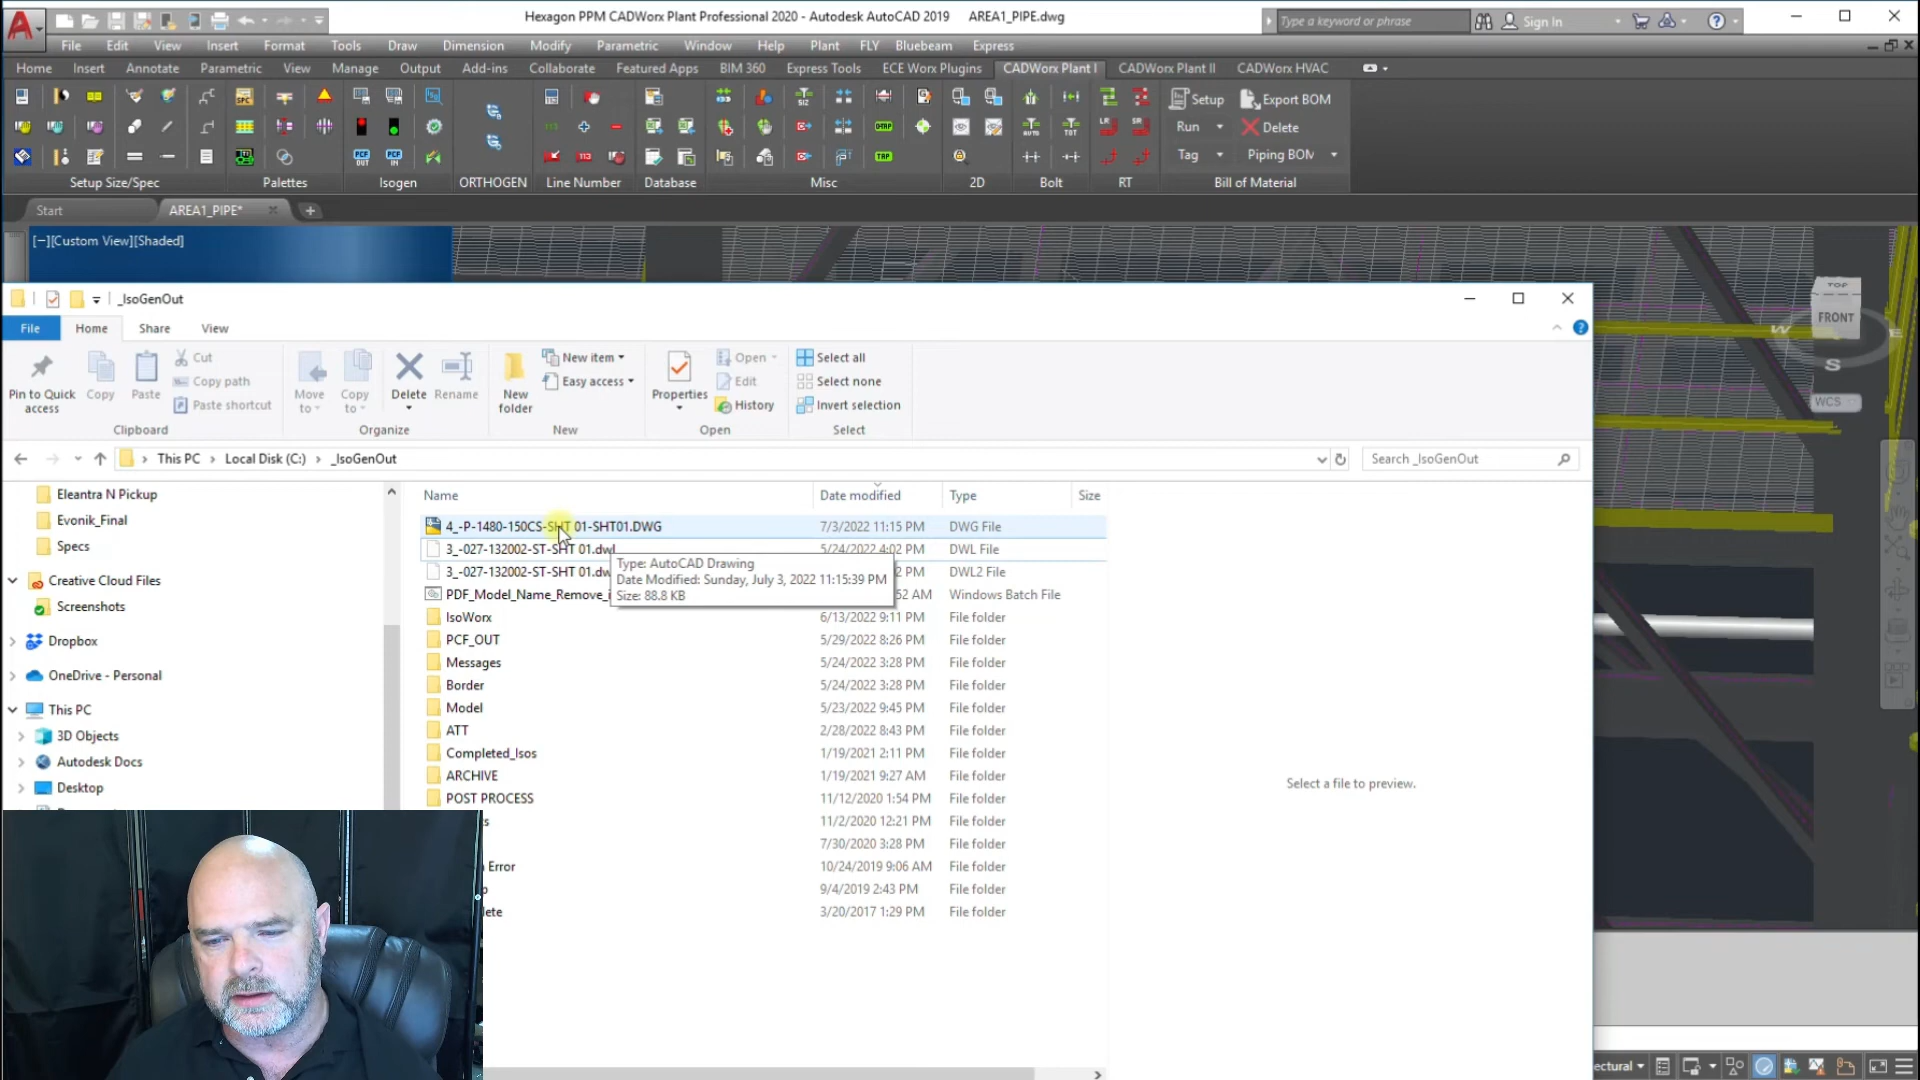 Hexagon PPM CADWorx Plant Professional 2020 - Autodesk AutoCAD 2019 AREA1_PIPE.dwg
Type a keyword or phrase
Sign In
File Edit View Insert Format Tools Draw Dimension Modify Parametric Window Help Plant FLY Bluebeam Express
Home Insert Annotate Parametric View Manage Output Add-ins Collaborate Featured Apps BIM 360 Express Tools ECE Worx Plugins CADWorx Plant I CADWorx Plant II CADWorx HVAC
Setup
Export BOM
Run
Delete
Tag
Piping BOM
Setup Size/Spec Palettes Isogen ORTHOGEN Line Number Database Misc 2D Bolt RT Bill of Material
Start AREA1_PIPE*
[−][Custom View][Shaded]
TOP
FRONT
W
E
S
WCS
_IsoGenOut
File Home Share View
Pin to Quick access
Copy
Paste
Cut
Copy path
Paste shortcut
Move to
Copy to
Delete
Rename
New folder
New item
Easy access
Properties
Open
Edit
History
Select all
Select none
Invert selection
Clipboard Organize New Open Select
This PC Local Disk (C:) _IsoGenOut
Search _IsoGenOut
Eleantra N Pickup
Evonik_Final
Specs
Creative Cloud Files
Screenshots
Dropbox
OneDrive - Personal
This PC
3D Objects
Autodesk Docs
Desktop
Name Date modified Type Size
4_-P-1480-150CS-SHT 01-SHT01.DWG 7/3/2022 11:15 PM DWG File
3_-027-132002-ST-SHT 01.dwl 5/24/2022 4:02 PM DWL File
3_-027-132002-ST-SHT 01.dw 2 PM DWL2 File
PDF_Model_Name_Remove_i 52 AM Windows Batch File
Type: AutoCAD Drawing
Date Modified: Sunday, July 3, 2022 11:15:39 PM
Size: 88.8 KB
IsoWorx 6/13/2022 9:11 PM File folder
PCF_OUT 5/29/2022 8:26 PM File folder
Messages 5/24/2022 3:28 PM File folder
Border 5/24/2022 3:28 PM File folder
Model 5/23/2022 9:45 PM File folder
ATT 2/28/2022 8:43 PM File folder
Completed_Isos 1/19/2021 2:11 PM File folder
ARCHIVE 1/19/2021 9:27 AM File folder
POST PROCESS 11/12/2020 1:54 PM File folder
11/2/2020 12:21 PM File folder
7/30/2020 3:28 PM File folder
Error 10/24/2019 9:06 AM File folder
9/4/2019 2:43 PM File folder
lete 3/20/2017 1:29 PM File folder
Select a file to preview.
ectural